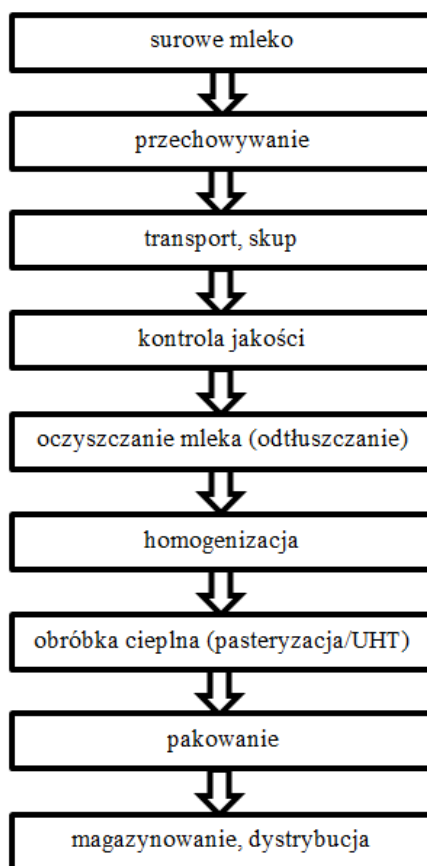 surowe mleko
przechowywanie
transport, skup
kontrola jakości
oczyszczanie mleka (odtłuszczanie)
homogenizacja
obróbka cieplna (pasteryzacja/UHT)
pakowanie
magazynowanie, dystrybucja